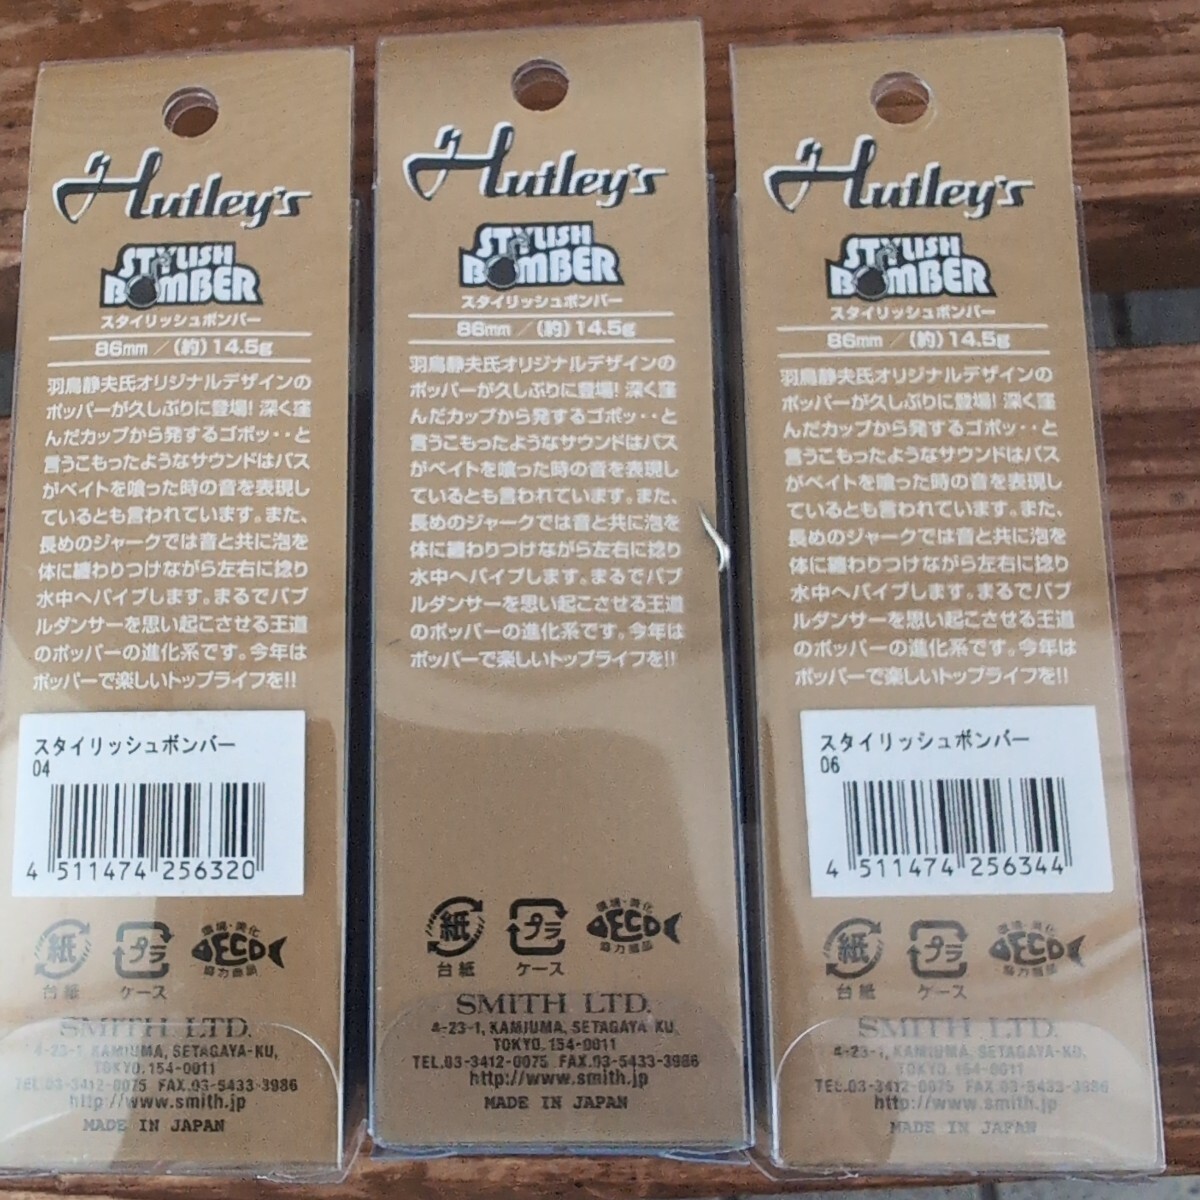 Hutley's
STYLISH
BOMBER
スタイリッシュボンバー
86mm／(約)14.5g
羽鳥静夫氏オリジナルデザインの
ポッパーが久しぶりに登場! 深く窪
んだカップから発するゴボッ・・と
言うこもったようなサウンドはバス
がベイトを喰った時の音を表現し
ているとも言われています。また、
長めのジャークでは音と共に泡を
体に纏わりつけながら左右に捻り
水中へバイブします。まるでバブ
ルダンサーを思い起こさせる王道
のポッパーの進化系です。今年は
ポッパーで楽しいトップライフを!!
スタイリッシュボンバー
04
4 511474 256320
紙
台紙
プラ
ケース
環境・美化
ECO
協力商品
SMITH LTD.
4-23-1, KAMIUMA, SETAGAYA-KU,
TOKYO. 154-0011
TEL.03-3412-0075 FAX.03-5433-3986
http://www.smith.jp
MADE IN JAPAN
Hutley's
STYLISH
BOMBER
スタイリッシュボンバー
86mm／(約)14.5g
羽鳥静夫氏オリジナルデザインの
ポッパーが久しぶりに登場! 深く窪
んだカップから発するゴボッ・・と
言うこもったようなサウンドはバス
がベイトを喰った時の音を表現し
ているとも言われています。また、
長めのジャークでは音と共に泡を
体に纏わりつけながら左右に捻り
水中へバイブします。まるでバブ
ルダンサーを思い起こさせる王道
のポッパーの進化系です。今年は
ポッパーで楽しいトップライフを!!
紙
台紙
プラ
ケース
環境・美化
ECO
協力商品
SMITH LTD.
4-23-1, KAMIUMA, SETAGAYA-KU,
TOKYO. 154-0011
TEL.03-3412-0075 FAX.03-5433-3986
http://www.smith.jp
MADE IN JAPAN
Hutley's
STYLISH
BOMBER
スタイリッシュボンバー
86mm／(約)14.5g
羽鳥静夫氏オリジナルデザインの
ポッパーが久しぶりに登場! 深く窪
んだカップから発するゴボッ・・と
言うこもったようなサウンドはバス
がベイトを喰った時の音を表現し
ているとも言われています。また、
長めのジャークでは音と共に泡を
体に纏わりつけながら左右に捻り
水中へバイブします。まるでバブ
ルダンサーを思い起こさせる王道
のポッパーの進化系です。今年は
ポッパーで楽しいトップライフを!!
スタイリッシュボンバー
06
4 511474 256344
紙
台紙
プラ
ケース
環境・美化
ECO
協力商品
SMITH LTD.
4-23-1, KAMIUMA, SETAGAYA-KU,
TOKYO. 154-0011
TEL.03-3412-0075 FAX.03-5433-3986
http://www.smith.jp
MADE IN JAPAN